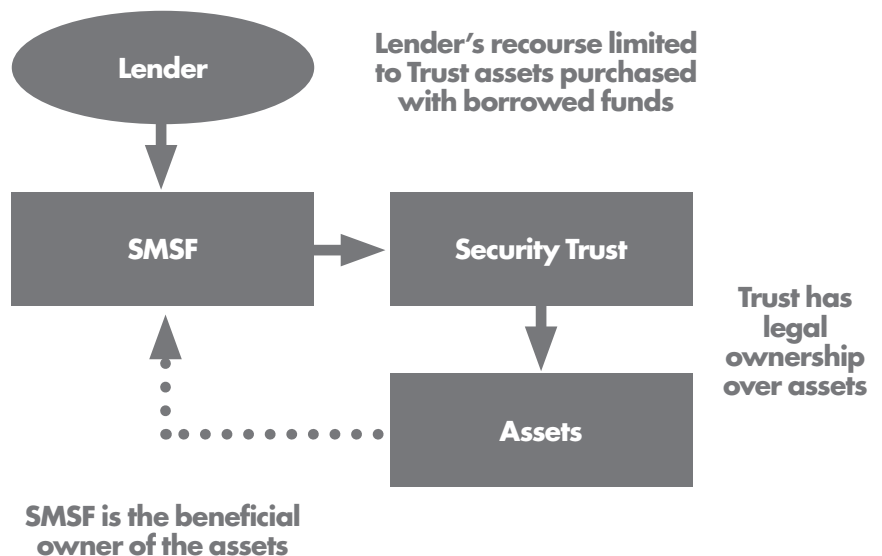 Lender
Lender’s recourse limited
to Trust assets purchased
with borrowed funds
SMSF
Security Trust
Trust has
legal
ownership
over assets
Assets
SMSF is the beneficial
owner of the assets